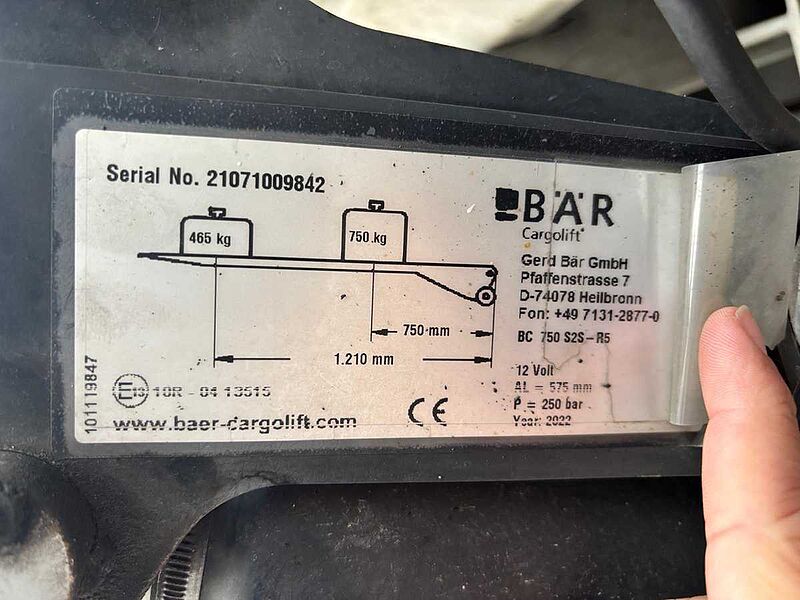 Serial No. 21071009842
465 kg
750 kg
750 mm
1.210 mm
101119847
E13 10R - 04 13515
www.baer-cargolift.com
CE
BÄR
Cargolift
Gerd Bär GmbH
Pfaffenstrasse 7
D-74078 Heilbronn
Fon: +49 7131-2877-0
BC 750 S2S-R5
12 Volt
AL = 575 mm
P = 250 bar
Year: 2022